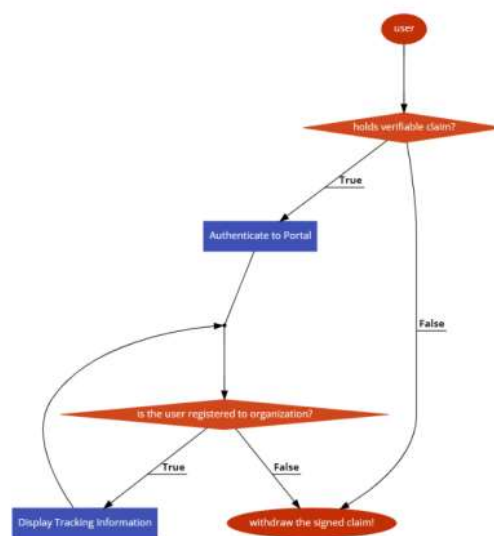 user
holds verifiable claim?
True
Authenticate to Portal
False
is the user registered to organization?
True
False
Display Tracking Information
withdraw the signed claim!